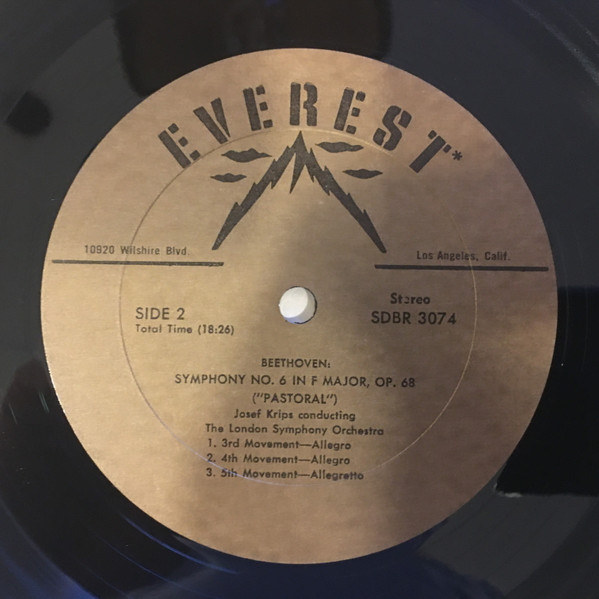 EVEREST*
10920 Wilshire Blvd.
Los Angeles, Calif.
SIDE 2
Total Time (18:26)
Stereo
SDBR 3074
BEETHOVEN:
SYMPHONY NO. 6 IN F MAJOR, OP. 68
("PASTORAL")
Josef Krips conducting
The London Symphony Orchestra
1. 3rd Movement—Allegro
2. 4th Movement—Allegro
3. 5th Movement—Allegretto